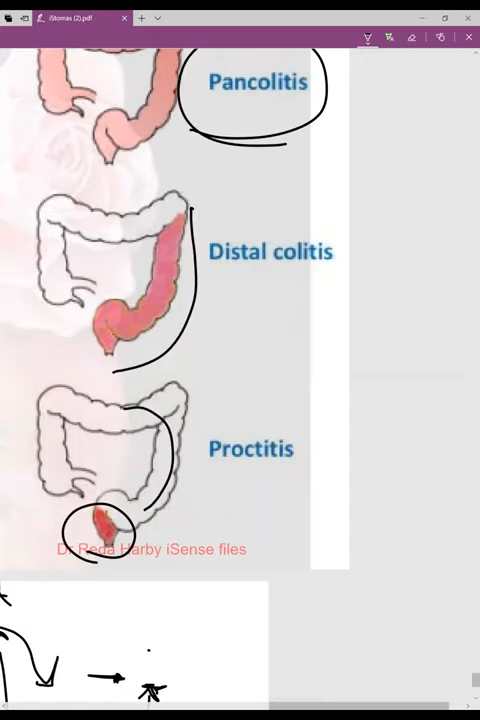 iStomas (2).pdf
Pancolitis
Distal colitis
Proctitis
Dr Reda Harby iSense files